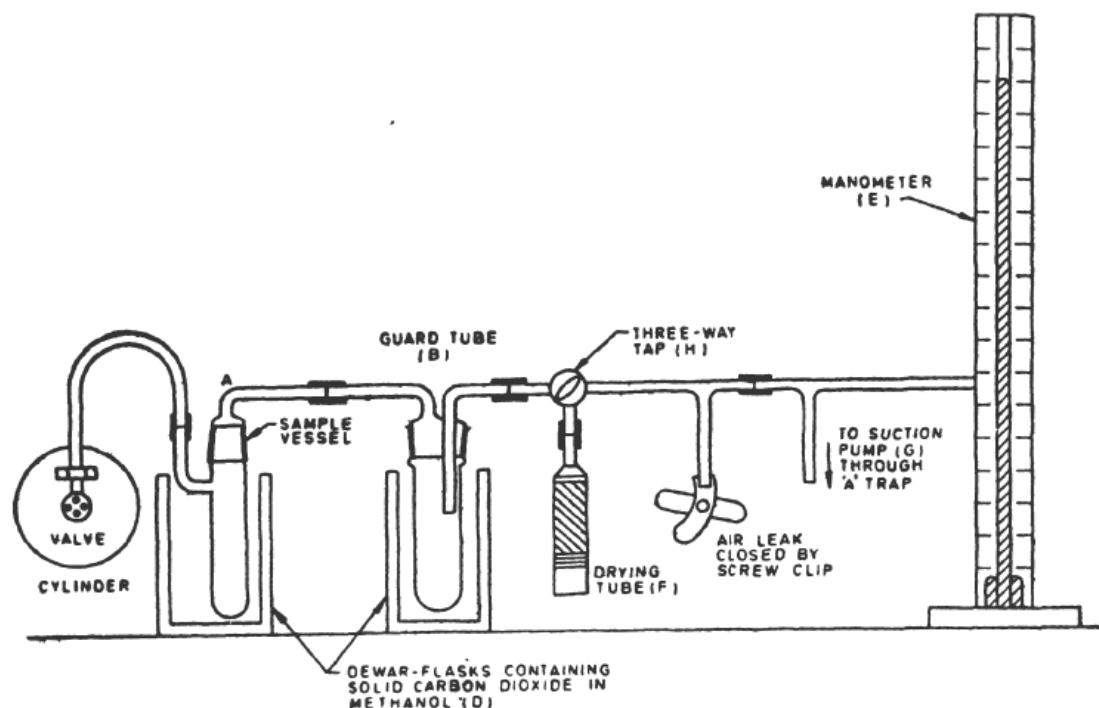 MANOMETER
(E)
THREE-WAY
TAP (H)
GUARD TUBE
(B)
A
SAMPLE
VESSEL
TO SUCTION
PUMP (G)
THROUGH
'A' TRAP
VALVE
CYLINDER
AIR LEAK
CLOSED BY
SCREW CLIP
DRYING
TUBE (F)
DEWAR-FLASKS CONTAINING
SOLID CARBON DIOXIDE IN
METHANOL (D)